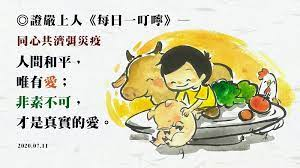 ◎證嚴上人《每日一叮嚀》—
同心共濟弭災疫
人間和平，
唯有愛；
非素不可，
才是真實的愛。
2020.07.11